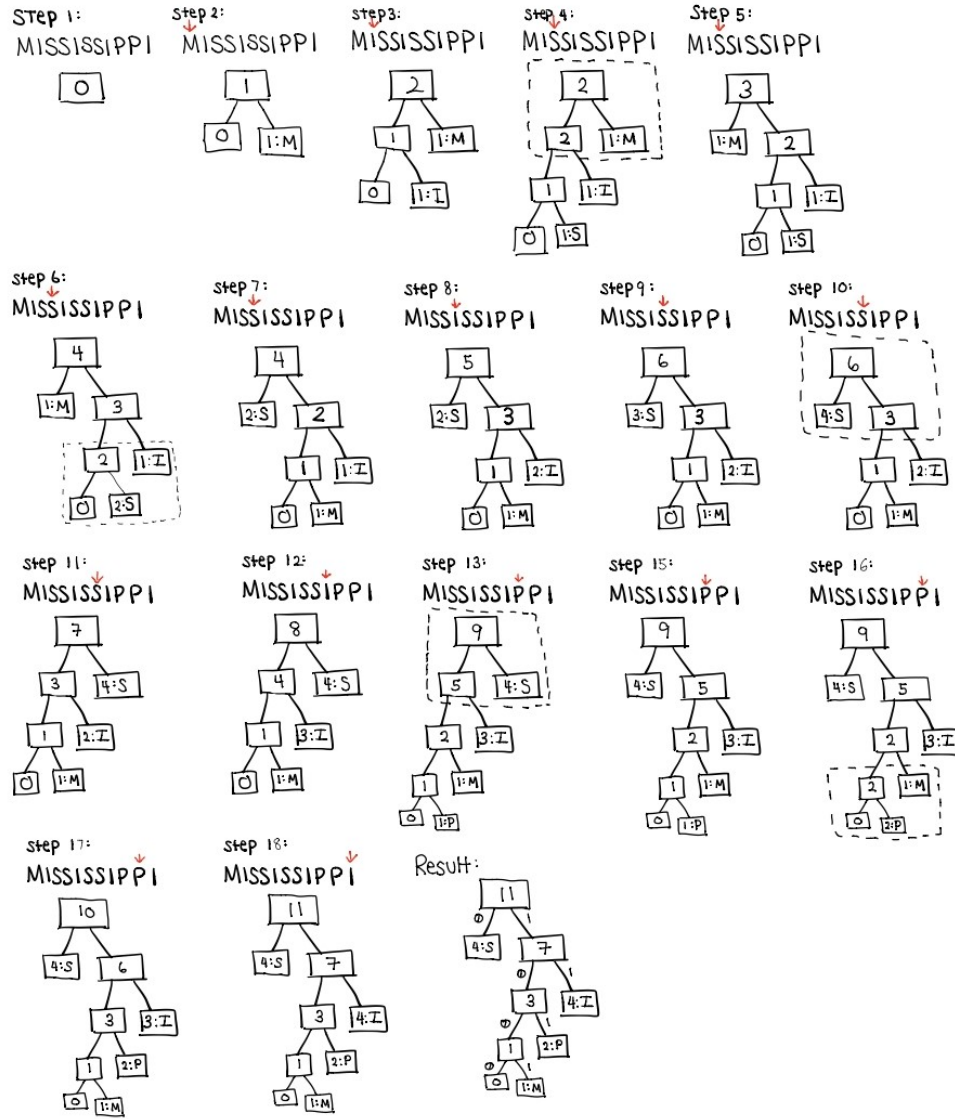 STEP 1:
MISSISSIPPI
0
step 2:
MISSISSIPPI
1
0 1:M
step 3:
MISSISSIPPI
2
1 1:M
0 1:I
step 4:
MISSISSIPPI
2
2 1:M
1 1:I
0 1:S
Step 5:
MISSISSIPPI
3
1:M 2
1 1:I
0 1:S
step 6:
MISSISSIPPI
4
1:M 3
2 1:I
0 2:S
step 7:
MISSISSIPPI
4
2:S 2
1 1:I
0 1:M
step 8:
MISSISSIPPI
5
2:S 3
1 2:I
0 1:M
step 9:
MISSISSIPPI
6
3:S 3
1 2:I
0 1:M
step 10:
MISSISSIPPI
6
4:S 3
1 2:I
0 1:M
step 11:
MISSISSIPPI
7
3 4:S
1 2:I
0 1:M
step 12:
MISSISSIPPI
8
4 4:S
1 3:I
0 1:M
step 13:
MISSISSIPPI
9
5 4:S
2 3:I
1 1:M
0 1:P
step 15:
MISSISSIPPI
9
4:S 5
2 3:I
1 1:M
0 1:P
step 16:
MISSISSIPPI
9
4:S 5
2 3:I
2 1:M
0 2:P
step 17:
MISSISSIPPI
10
4:S 6
3 3:I
1 2:P
0 1:M
step 18:
MISSISSIPPI
11
4:S 7
3 4:I
1 2:P
0 1:M
Result:
11
0 1
4:S 7
0 1
3 4:I
0 1
1 2:P
0 1
0 1:M